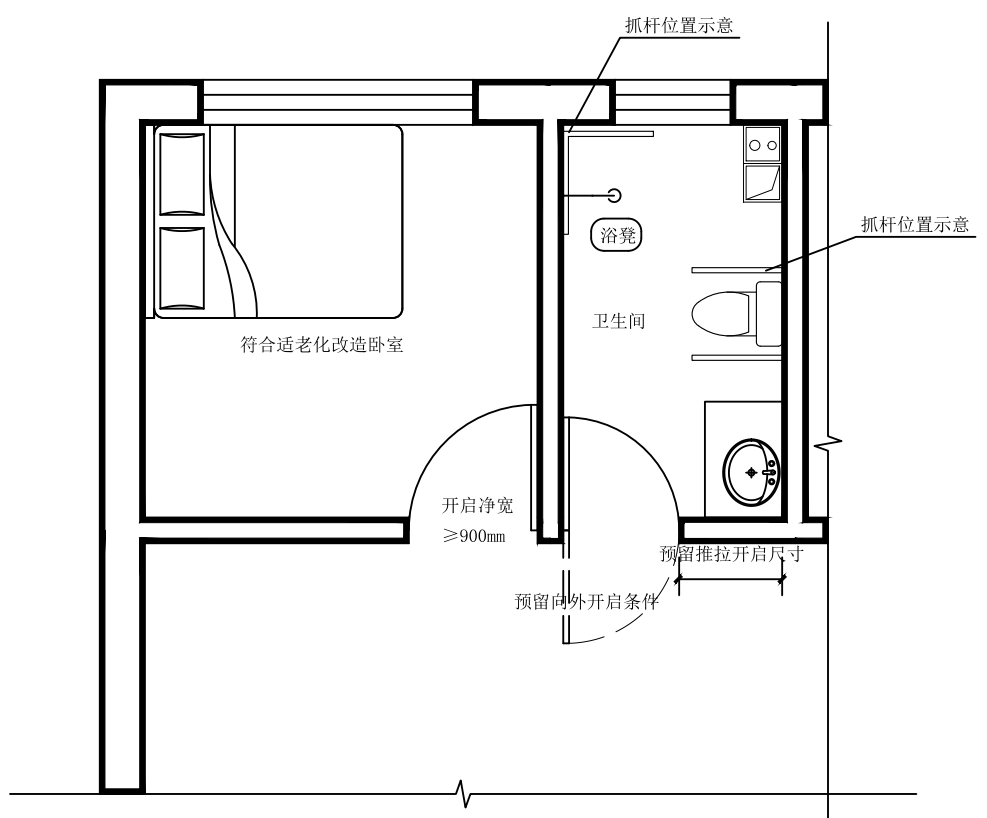 抓杆位置示意
抓杆位置示意
浴凳
卫生间
符合适老化改造卧室
开启净宽
≥900mm
预留推拉开启尺寸
预留向外开启条件